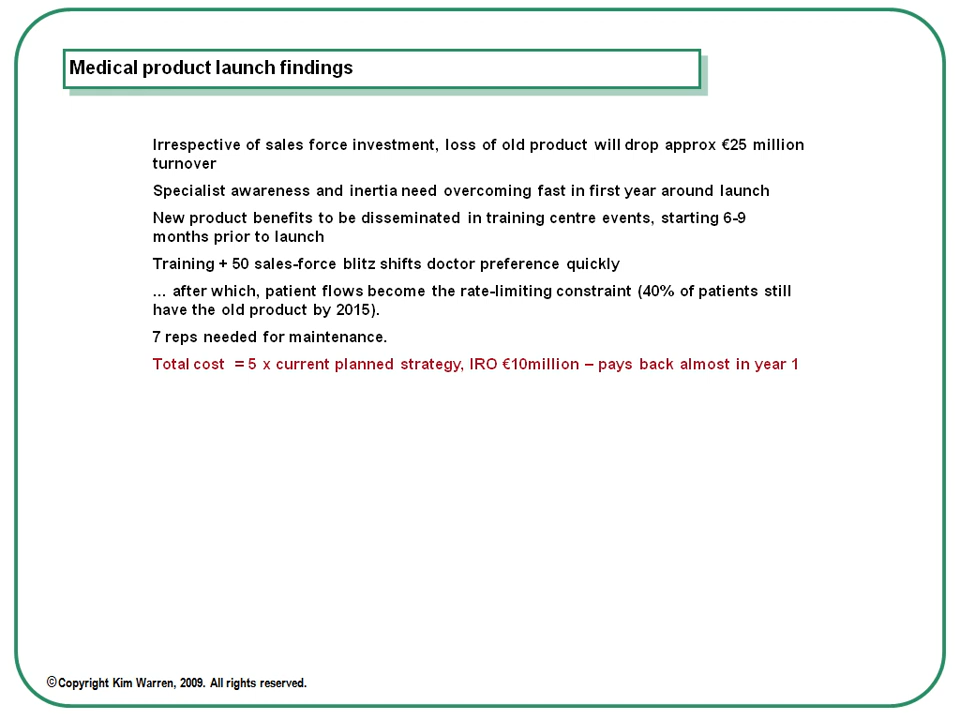 Medical product launch findings
Irrespective of sales force investment, loss of old product will drop approx €25 million
turnover
Specialist awareness and inertia need overcoming fast in first year around launch
New product benefits to be disseminated in training centre events, starting 6-9
months prior to launch
Training + 50 sales-force blitz shifts doctor preference quickly
... after which, patient flows become the rate-limiting constraint (40% of patients still
have the old product by 2015).
7 reps needed for maintenance.
Total cost = 5 x current planned strategy, IRO €10million – pays back almost in year 1
©Copyright Kim Warren, 2009. All rights reserved.